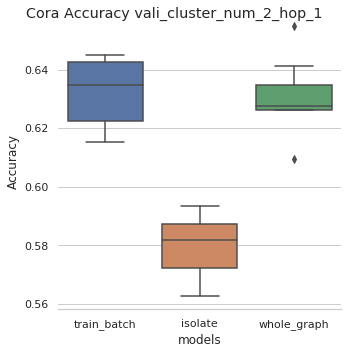 Cora Accuracy vali_cluster_num_2_hop_1
0.64
0.62
0.60
0.58
0.56
Accuracy
train_batch
isolate
whole_graph
models